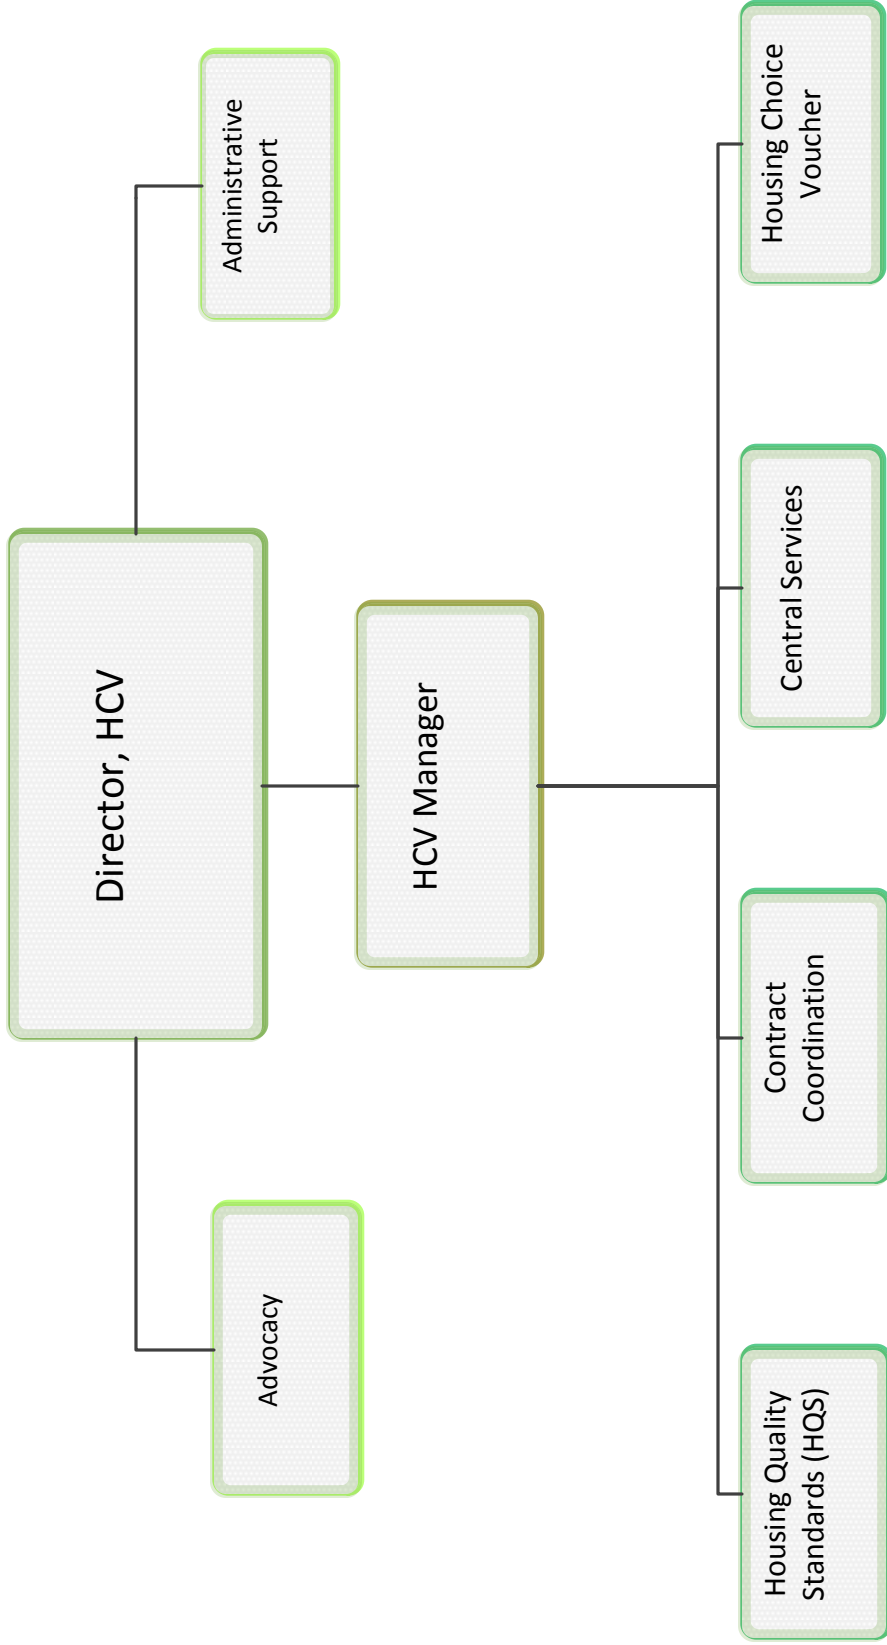 Director, HCV
Advocacy
Administrative
Support
HCV Manager
Housing Quality
Standards (HQS)
Contract
Coordination
Central Services
Housing Choice
Voucher